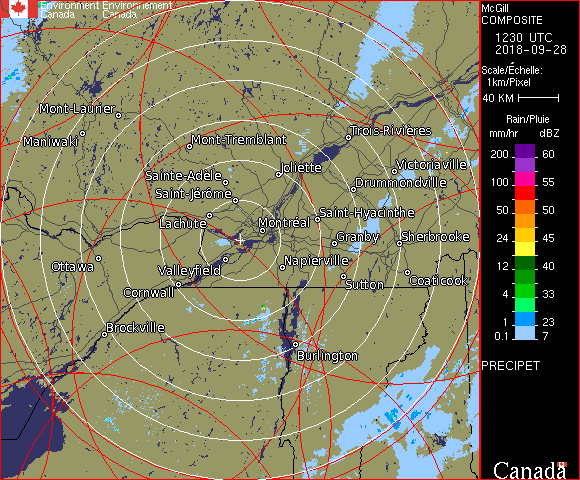 Environment Environnement
Canada Canada
McGill
COMPOSITE
1230 UTC
2018-09-28
Scale/Échelle:
1km/Pixel
40 KM
Rain/Pluie
mm/hr dBZ
200 60
100 55
50 50
24 45
12 40
4 33
1 23
0.1 7
PRECIPET
Canada
Mont-Laurier
Maniwaki
Mont-Tremblant
Trois-Rivières
Joliette
Victoriaville
Sainte-Adèle
Drummondville
Saint-Jérôme
Saint-Hyacinthe
Lachute
Montréal
Granby
Sherbrooke
Ottawa
Valleyfield
Napierville
Cornwall
Sutton
Coaticook
Brockville
Burlington